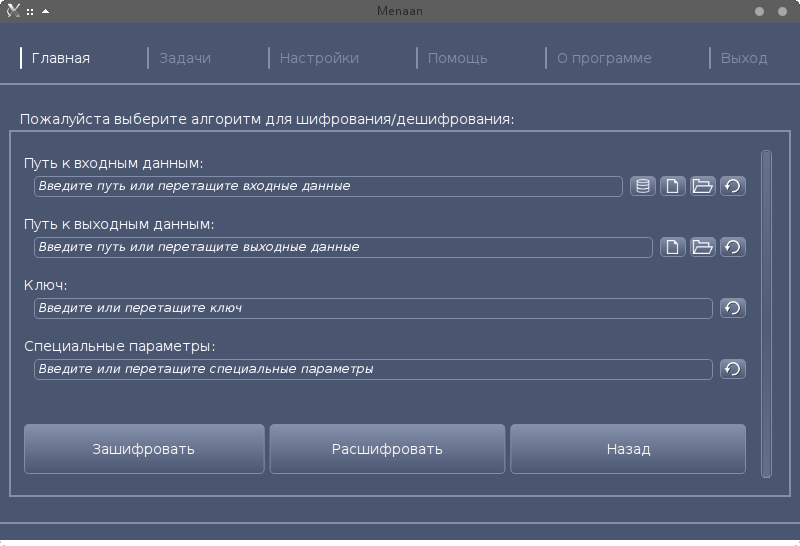 Menaan
Главная Задачи Настройки Помощь О программе Выход
Пожалуйста выберите алгоритм для шифрования/дешифрования:
Путь к входным данным:
Введите путь или перетащите входные данные
Путь к выходным данным:
Введите путь или перетащите выходные данные
Ключ:
Введите или перетащите ключ
Специальные параметры:
Введите или перетащите специальные параметры
Зашифровать Расшифровать Назад